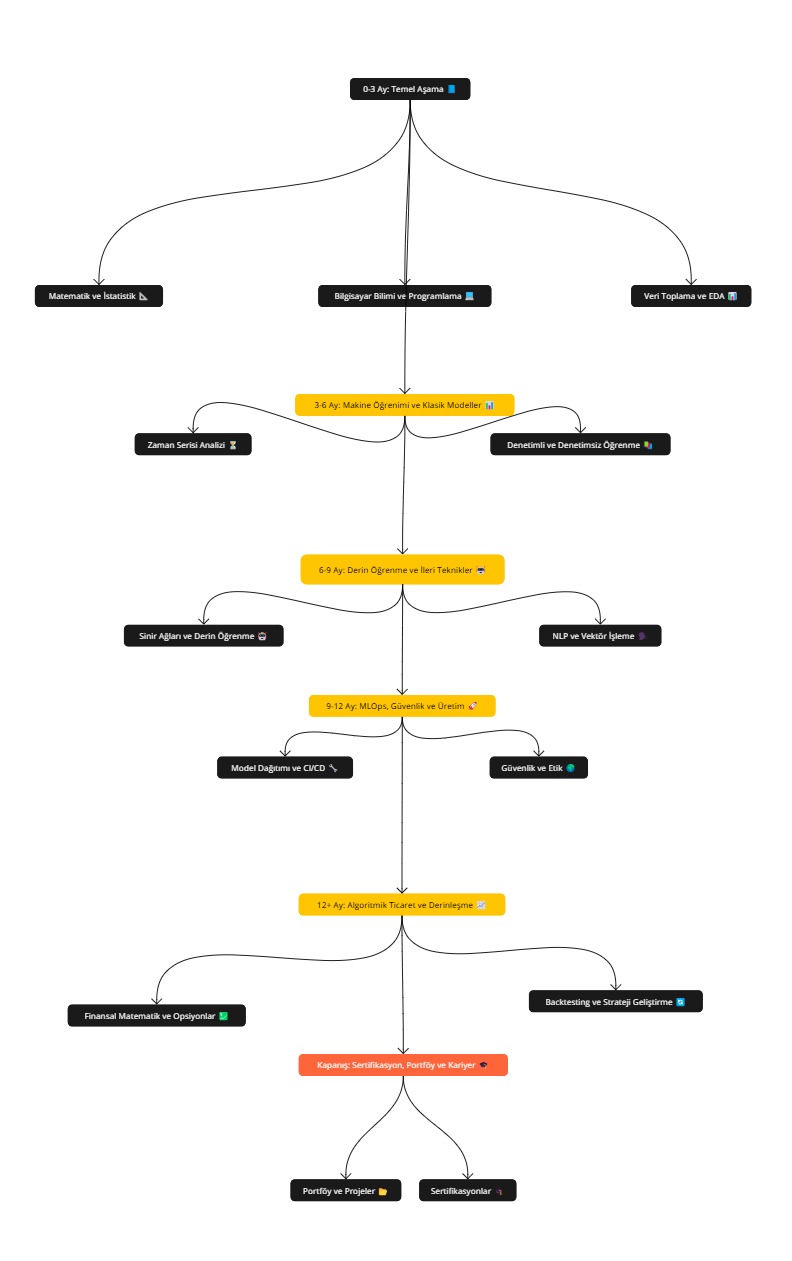 0-3 Ay: Temel Aşama 📘
Matematik ve İstatistik 📐
Bilgisayar Bilimi ve Programlama 💻
Veri Toplama ve EDA 📊
3-6 Ay: Makine Öğrenimi ve Klasik Modeller 📊
Zaman Serisi Analizi ⏳
Denetimli ve Denetimsiz Öğrenme 📚
6-9 Ay: Derin Öğrenme ve İleri Teknikler
Sinir Ağları ve Derin Öğrenme
NLP ve Vektör İşleme 🗣
9-12 Ay: MLOps, Güvenlik ve Üretim 🚀
Model Dağıtımı ve CI/CD 🔧
Güvenlik ve Etik 🌍
12+ Ay: Algoritmik Ticaret ve Derinleşme 📈
Finansal Matematik ve Opsiyonlar 💹
Backtesting ve Strateji Geliştirme 🔄
Kapanış: Sertifikasyon, Portföy ve Kariyer 🎓
Portföy ve Projeler 📂
Sertifikasyonlar